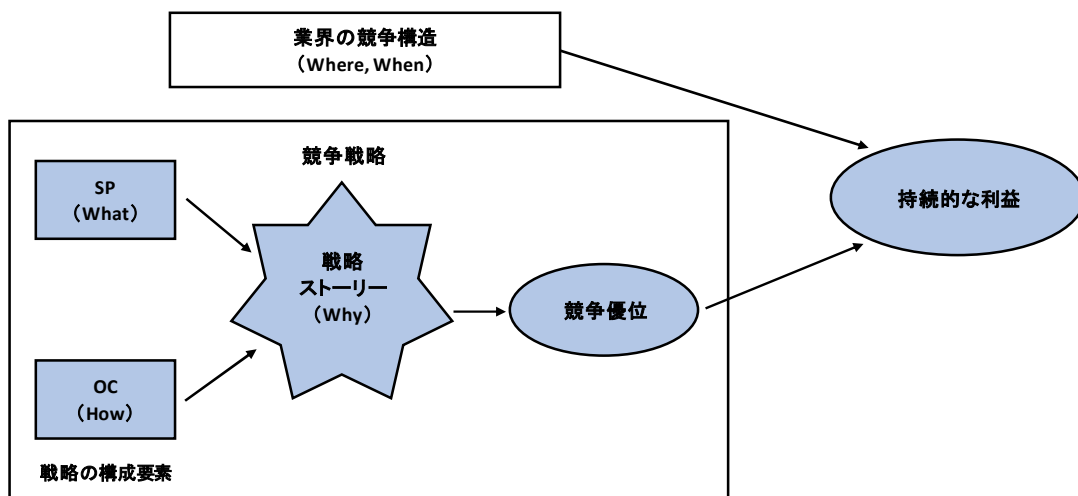 業界の競争構造
（Where, When）
競争戦略
SP
（What）
戦略
ストーリー
（Why）
持続的な利益
競争優位
OC
（How）
戦略の構成要素